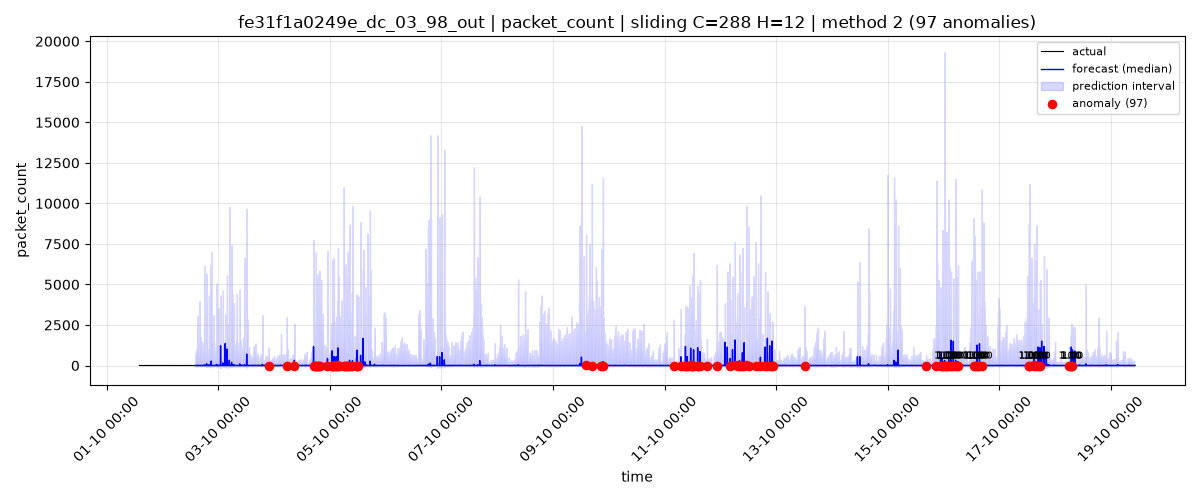 fe31f1a0249e_dc_03_98_out | packet_count | sliding C=288 H=12 | method 2 (97 anomalies)
20000
17500
15000
12500
10000
7500
5000
2500
0
packet_count
actual
forecast (median)
prediction interval
anomaly (97)
01-10 00:00
03-10 00:00
05-10 00:00
07-10 00:00
09-10 00:00
11-10 00:00
13-10 00:00
15-10 00:00
17-10 00:00
19-10 00:00
time